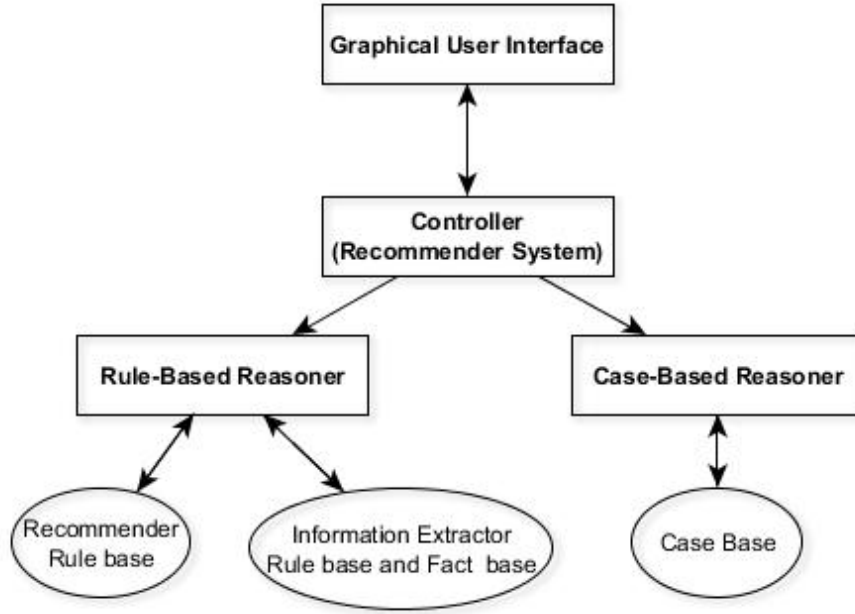 Graphical User Interface
Controller
(Recommender System)
Rule-Based Reasoner
Case-Based Reasoner
Recommender
Rule base
Information Extractor
Rule base and Fact base
Case Base